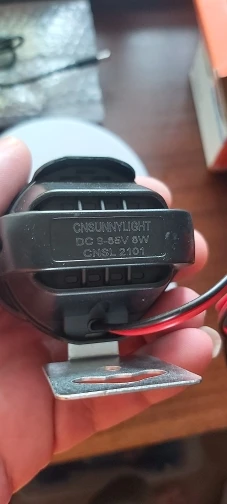 CNSUNNYLIGHT
DC 9-85V 6W
CNSL 2101